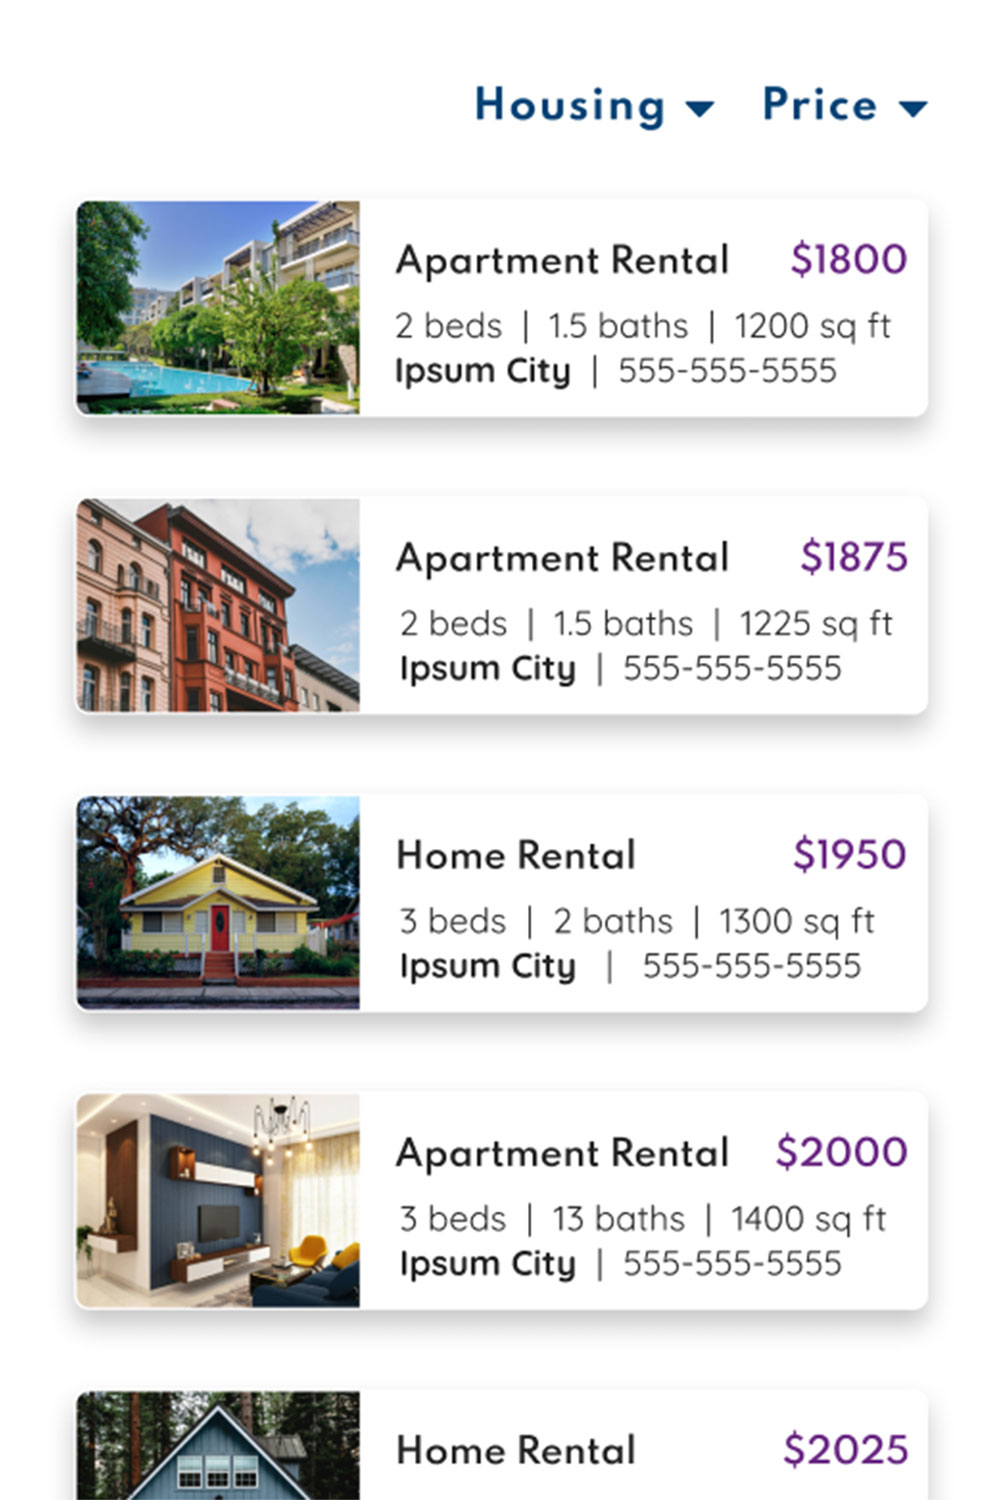 Housing Price
Apartment Rental $1800
2 beds | 1.5 baths | 1200 sq ft
Ipsum City | 555-555-5555
Apartment Rental $1875
2 beds | 1.5 baths | 1225 sq ft
Ipsum City | 555-555-5555
Home Rental $1950
3 beds | 2 baths | 1300 sq ft
Ipsum City | 555-555-5555
Apartment Rental $2000
3 beds | 13 baths | 1400 sq ft
Ipsum City | 555-555-5555
Home Rental $2025